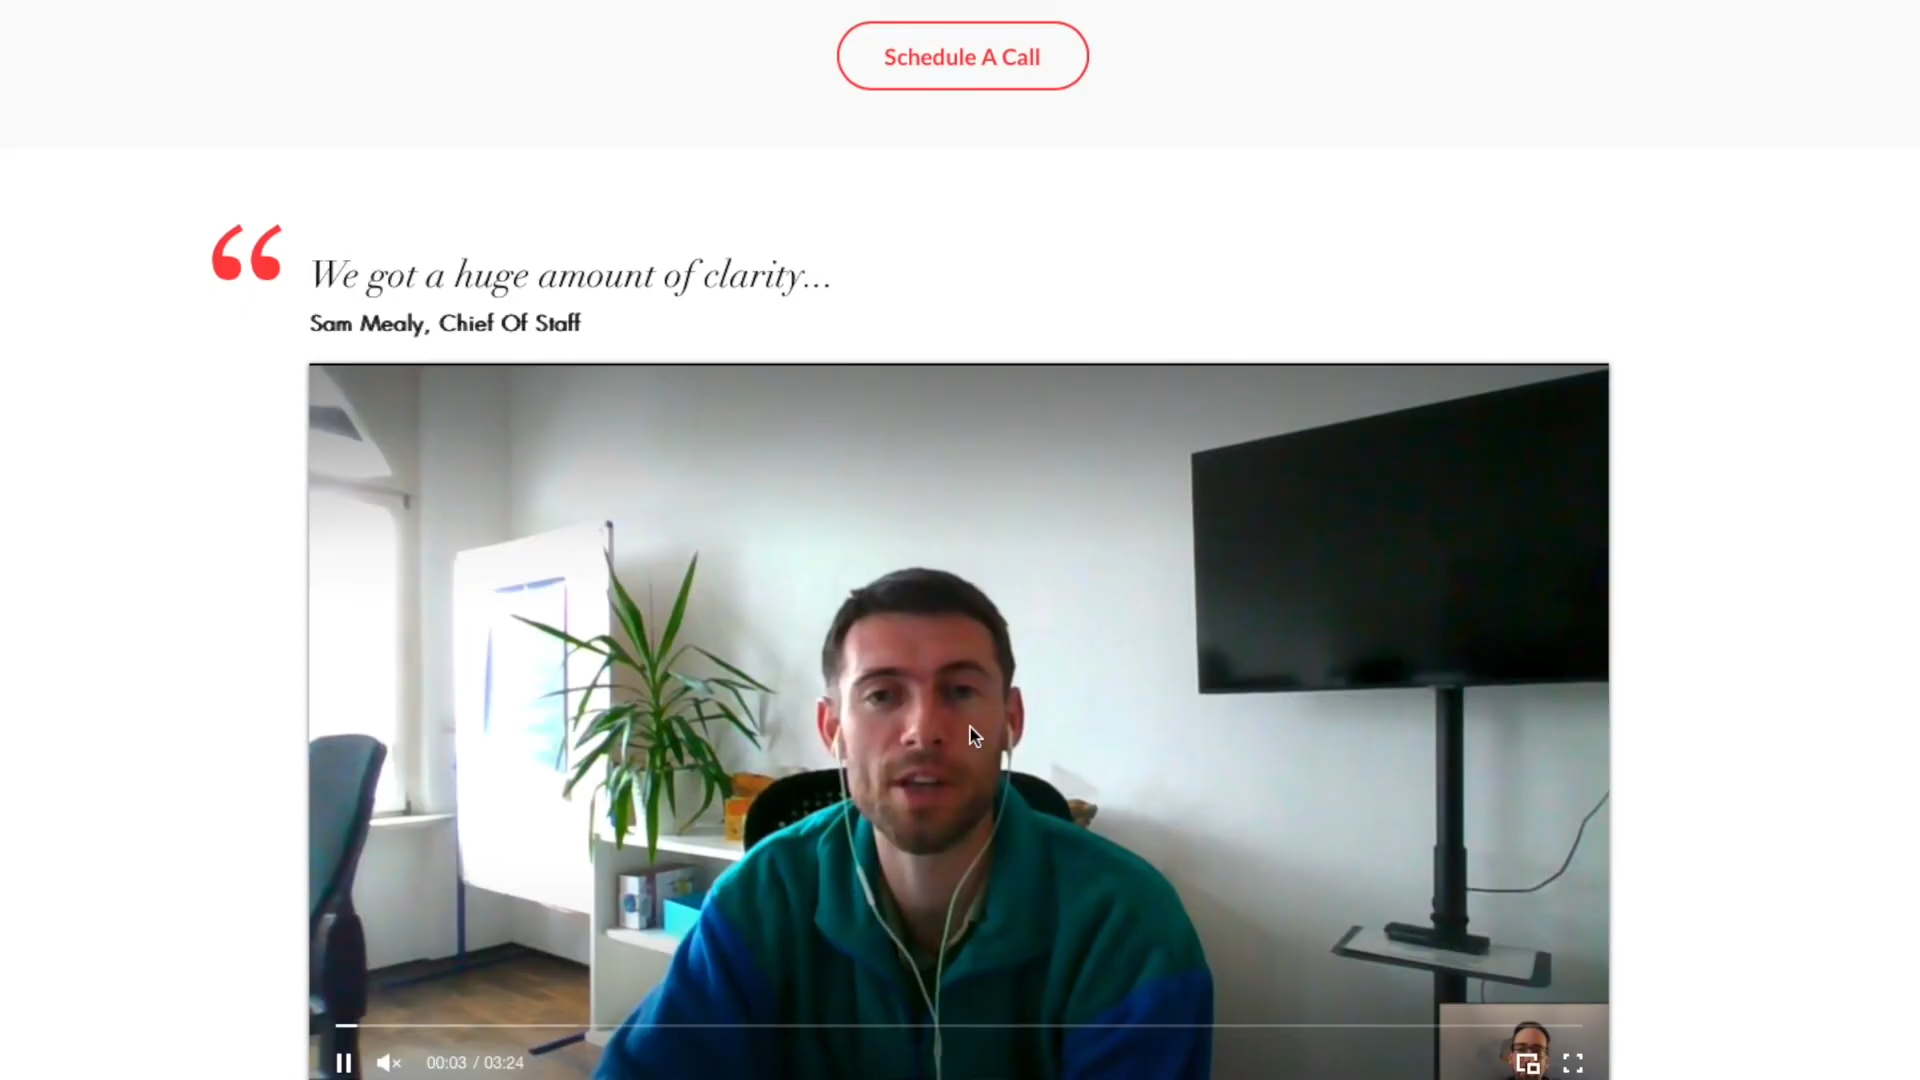 Schedule A Call
“
We got a huge amount of clarity...
Sam Mealy, Chief Of Staff
00:03 / 03:24